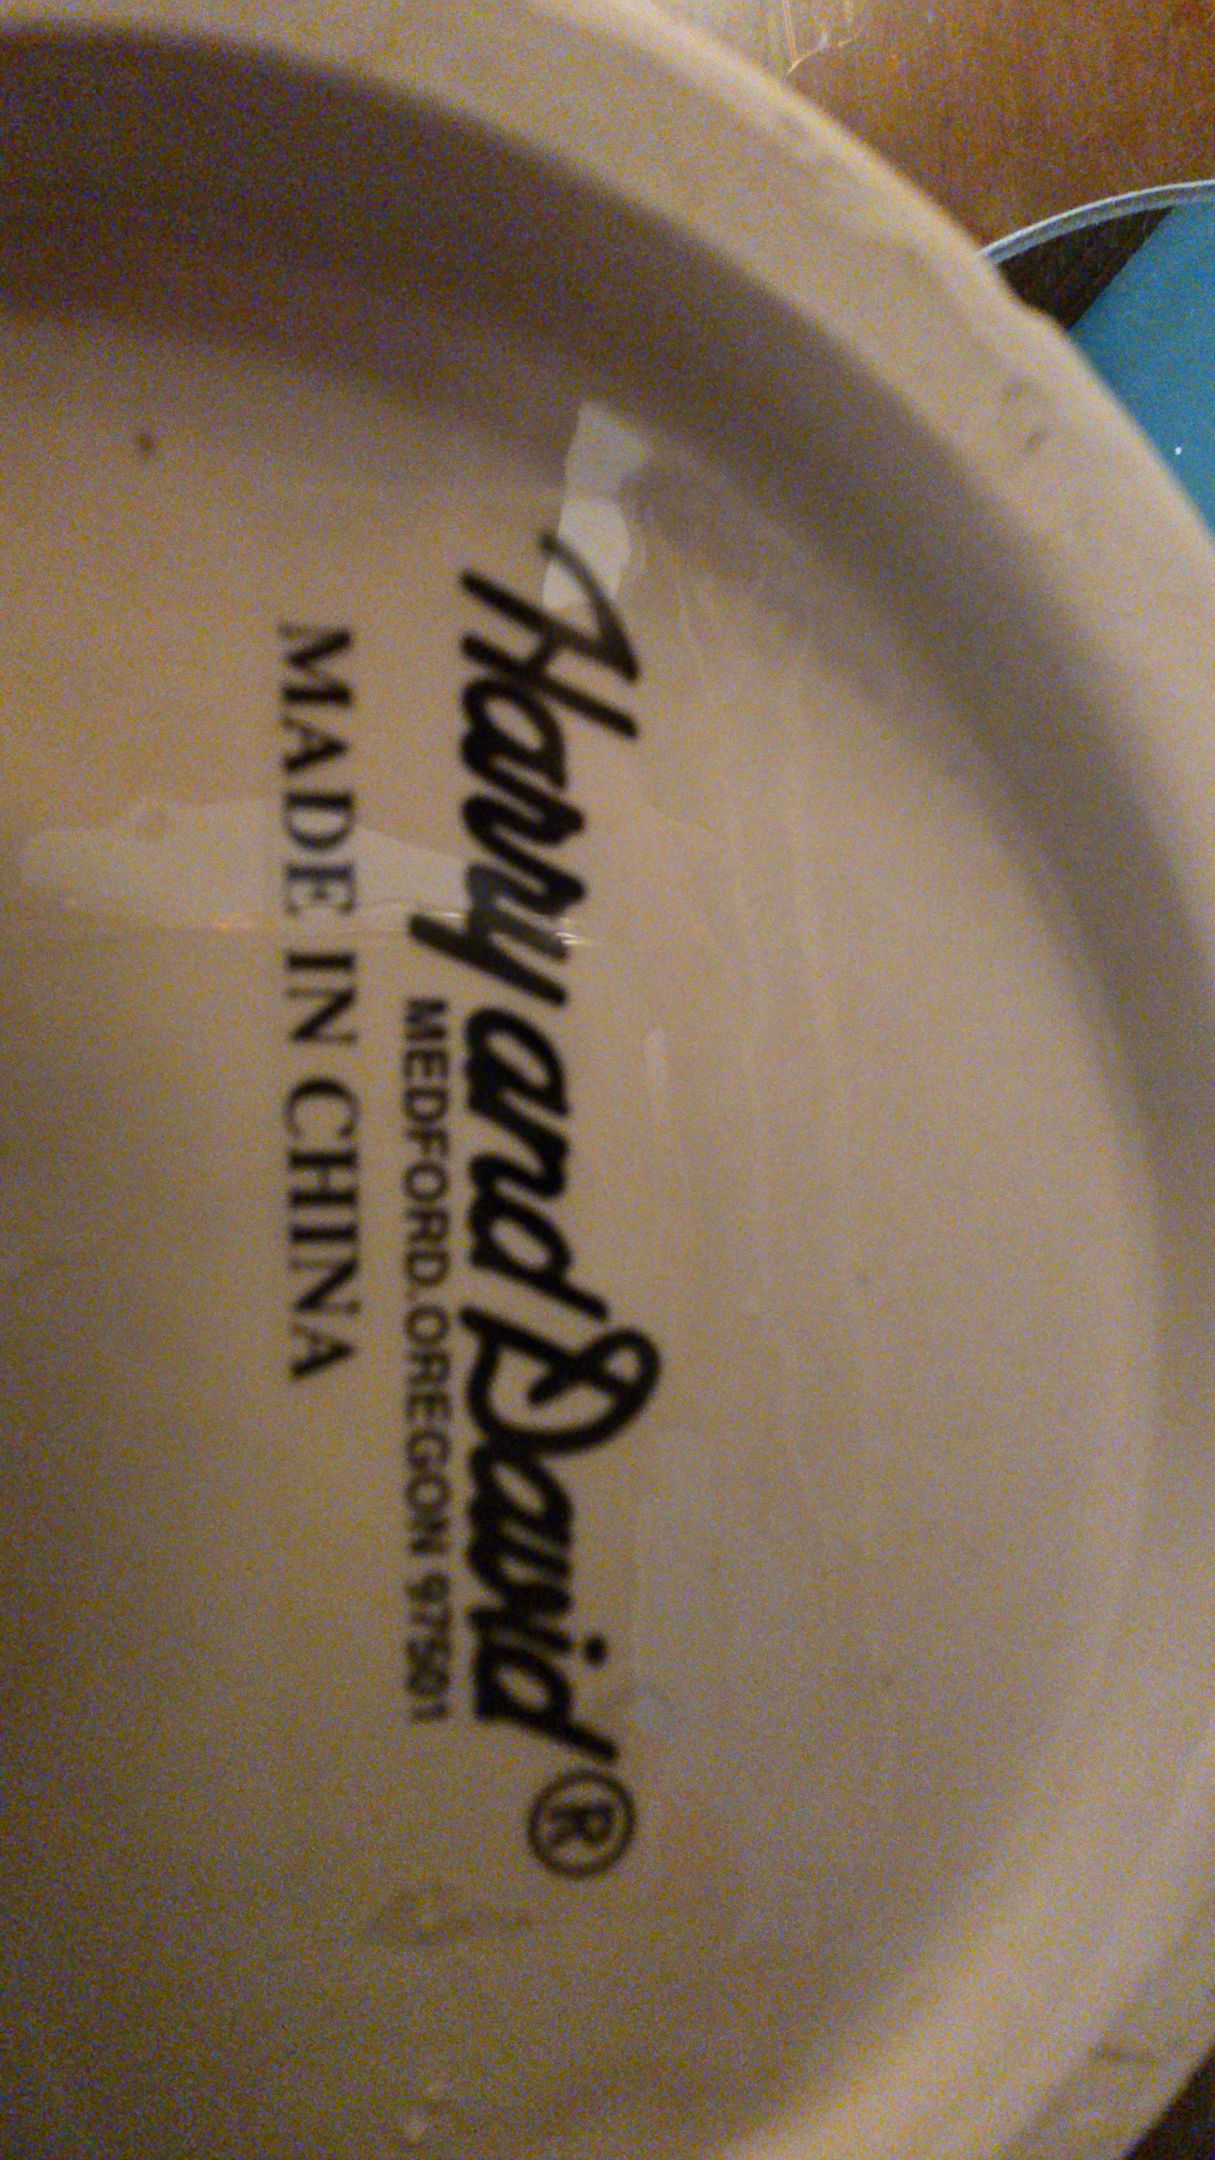 Harry and David®
MEDFORD, OREGON 97501
MADE IN CHINA